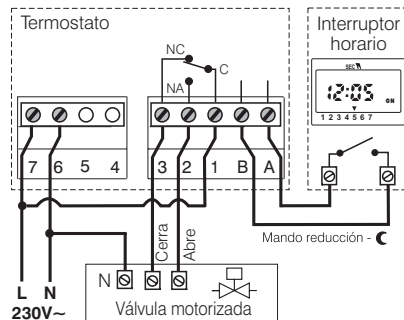 Termostato
Interruptor
horario
NC
C
NA
SEC
12:05
ON
1 2 3 4 5 6 7
7 6 5 4
3 2 1 B A
Cerra
Abre
Mando reducción -
N
L N
230V~
Válvula motorizada